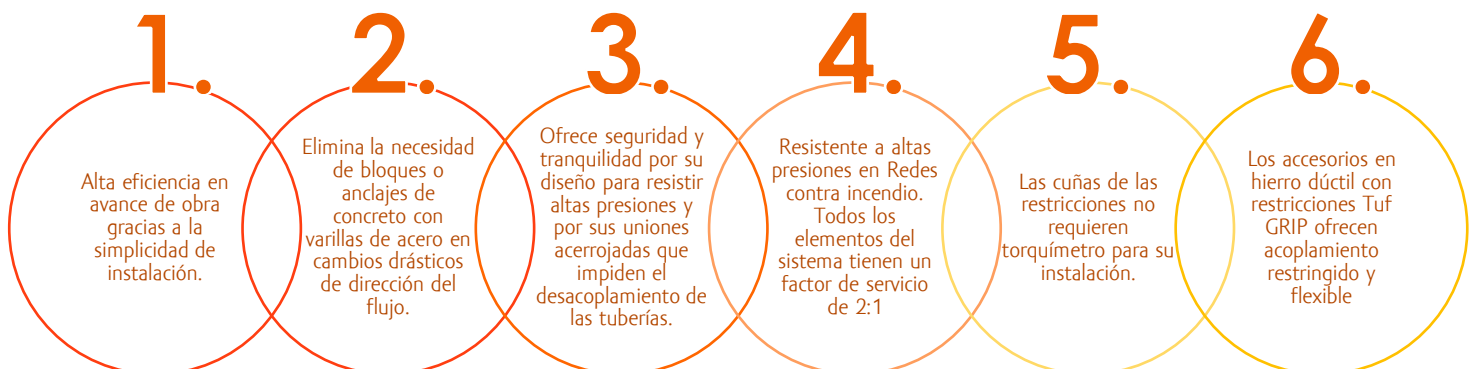 1.
Alta eficiencia en
avance de obra
gracias a la
simplicidad de
instalación.
2.
Elimina la necesidad
de bloques o
anclajes de
concreto con
varillas de acero en
cambios drásticos
de dirección del
flujo.
3.
Ofrece seguridad y
tranquilidad por su
diseño para resistir
altas presiones y
por sus uniones
acerrojadas que
impiden el
desacoplamiento de
las tuberías.
4.
Resistente a altas
presiones en Redes
contra incendio.
Todos los
elementos del
sistema tienen un
factor de servicio
de 2:1
5.
Las cuñas de las
restricciones no
requieren
torquímetro para su
instalación.
6.
Los accesorios en
hierro dúctil con
restricciones Tuf
GRIP ofrecen
acoplamiento
restringido y
flexible